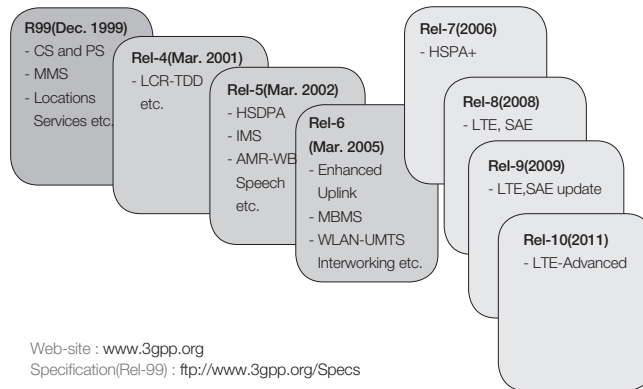 R99(Dec. 1999)
- CS and PS
- MMS
- Locations
Services etc.
Rel-4(Mar. 2001)
- LCR-TDD
etc.
Rel-5(Mar. 2002)
- HSDPA
- IMS
- AMR-WB
Speech
etc.
Rel-6
(Mar. 2005)
- Enhanced
Uplink
- MBMS
- WLAN-UMTS
Interworking etc.
Rel-7(2006)
- HSPA+
Rel-8(2008)
- LTE, SAE
Rel-9(2009)
- LTE,SAE update
Rel-10(2011)
- LTE-Advanced
Web-site : www.3gpp.org
Specification(Rel-99) : ftp://www.3gpp.org/Specs